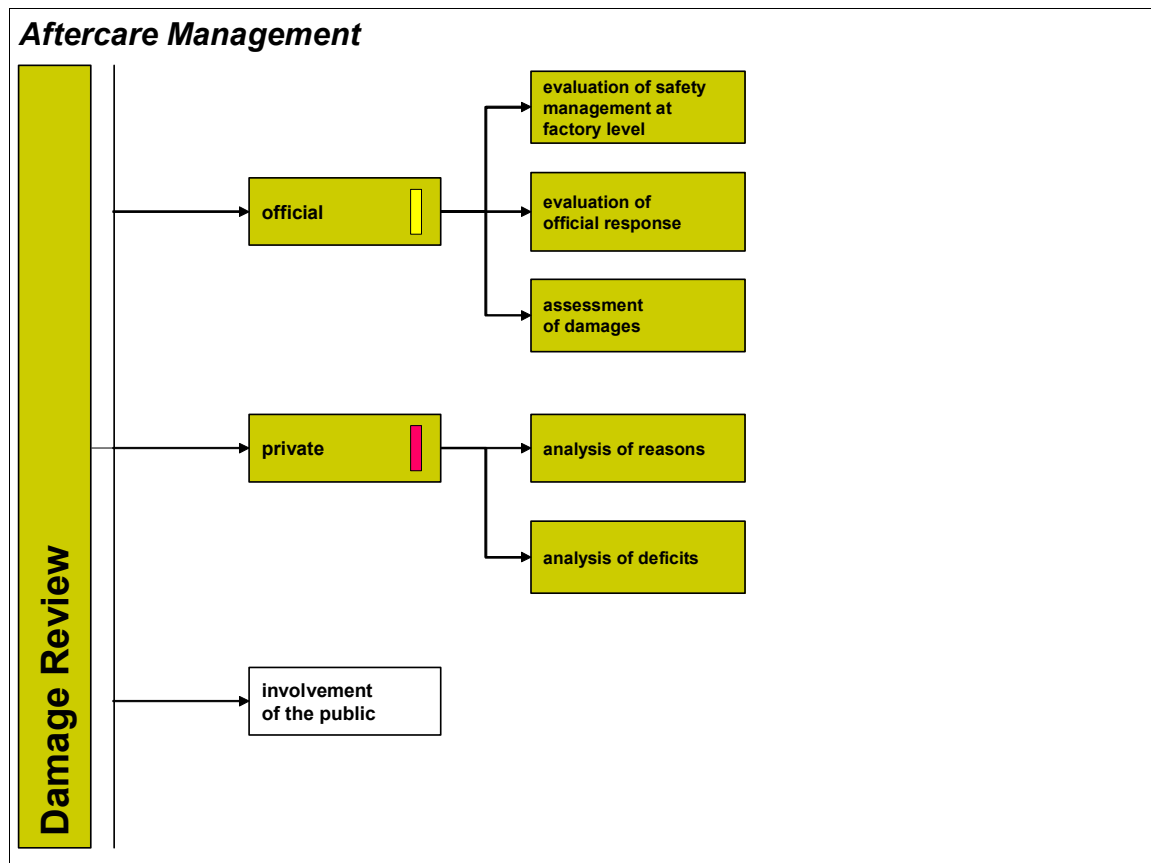 Aftercare Management
Damage Review
official
evaluation of safety
management at
factory level
evaluation of
official response
assessment
of damages
private
analysis of reasons
analysis of deficits
involvement
of the public